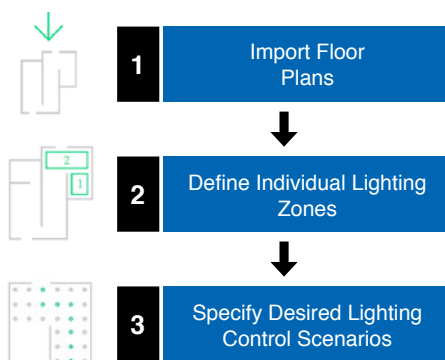 1
Import Floor
Plans
2
1
2
Define Individual Lighting
Zones
3
Specify Desired Lighting
Control Scenarios